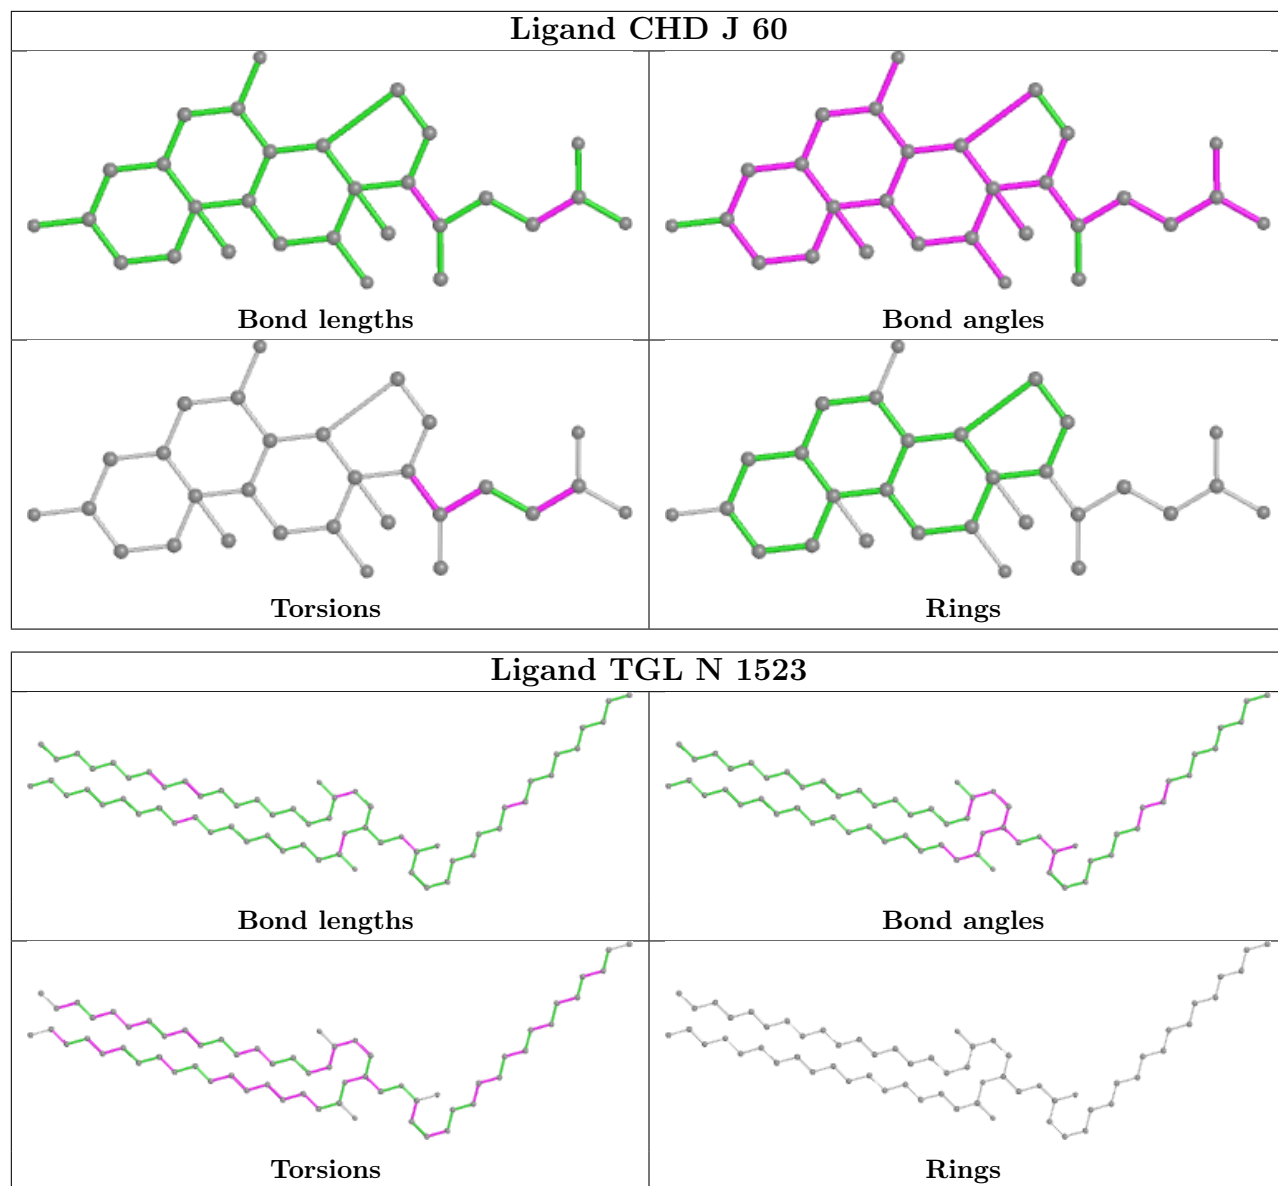 Ligand CHD J 60
Bond lengths
Bond angles
Torsions
Rings
Ligand TGL N 1523
Bond lengths
Bond angles
Torsions
Rings